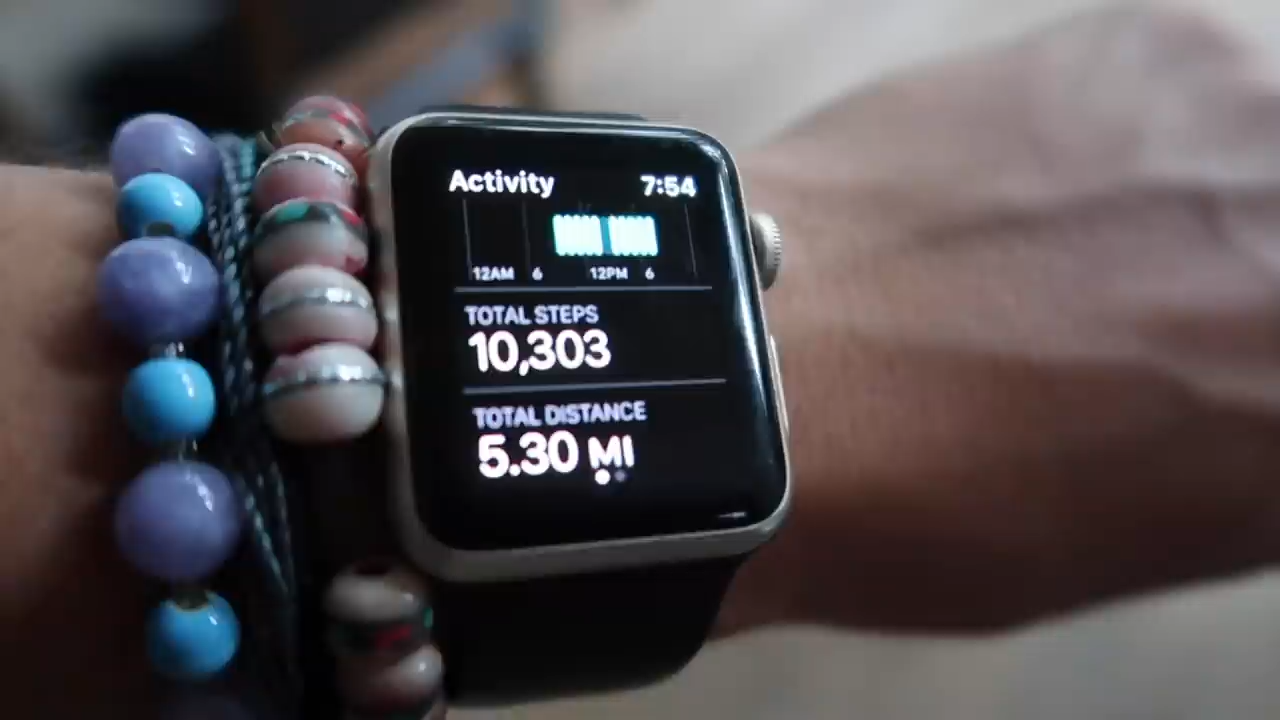 Activity 7:54
12AM 6 12PM 6
TOTAL STEPS
10,303
TOTAL DISTANCE
5.30 MI